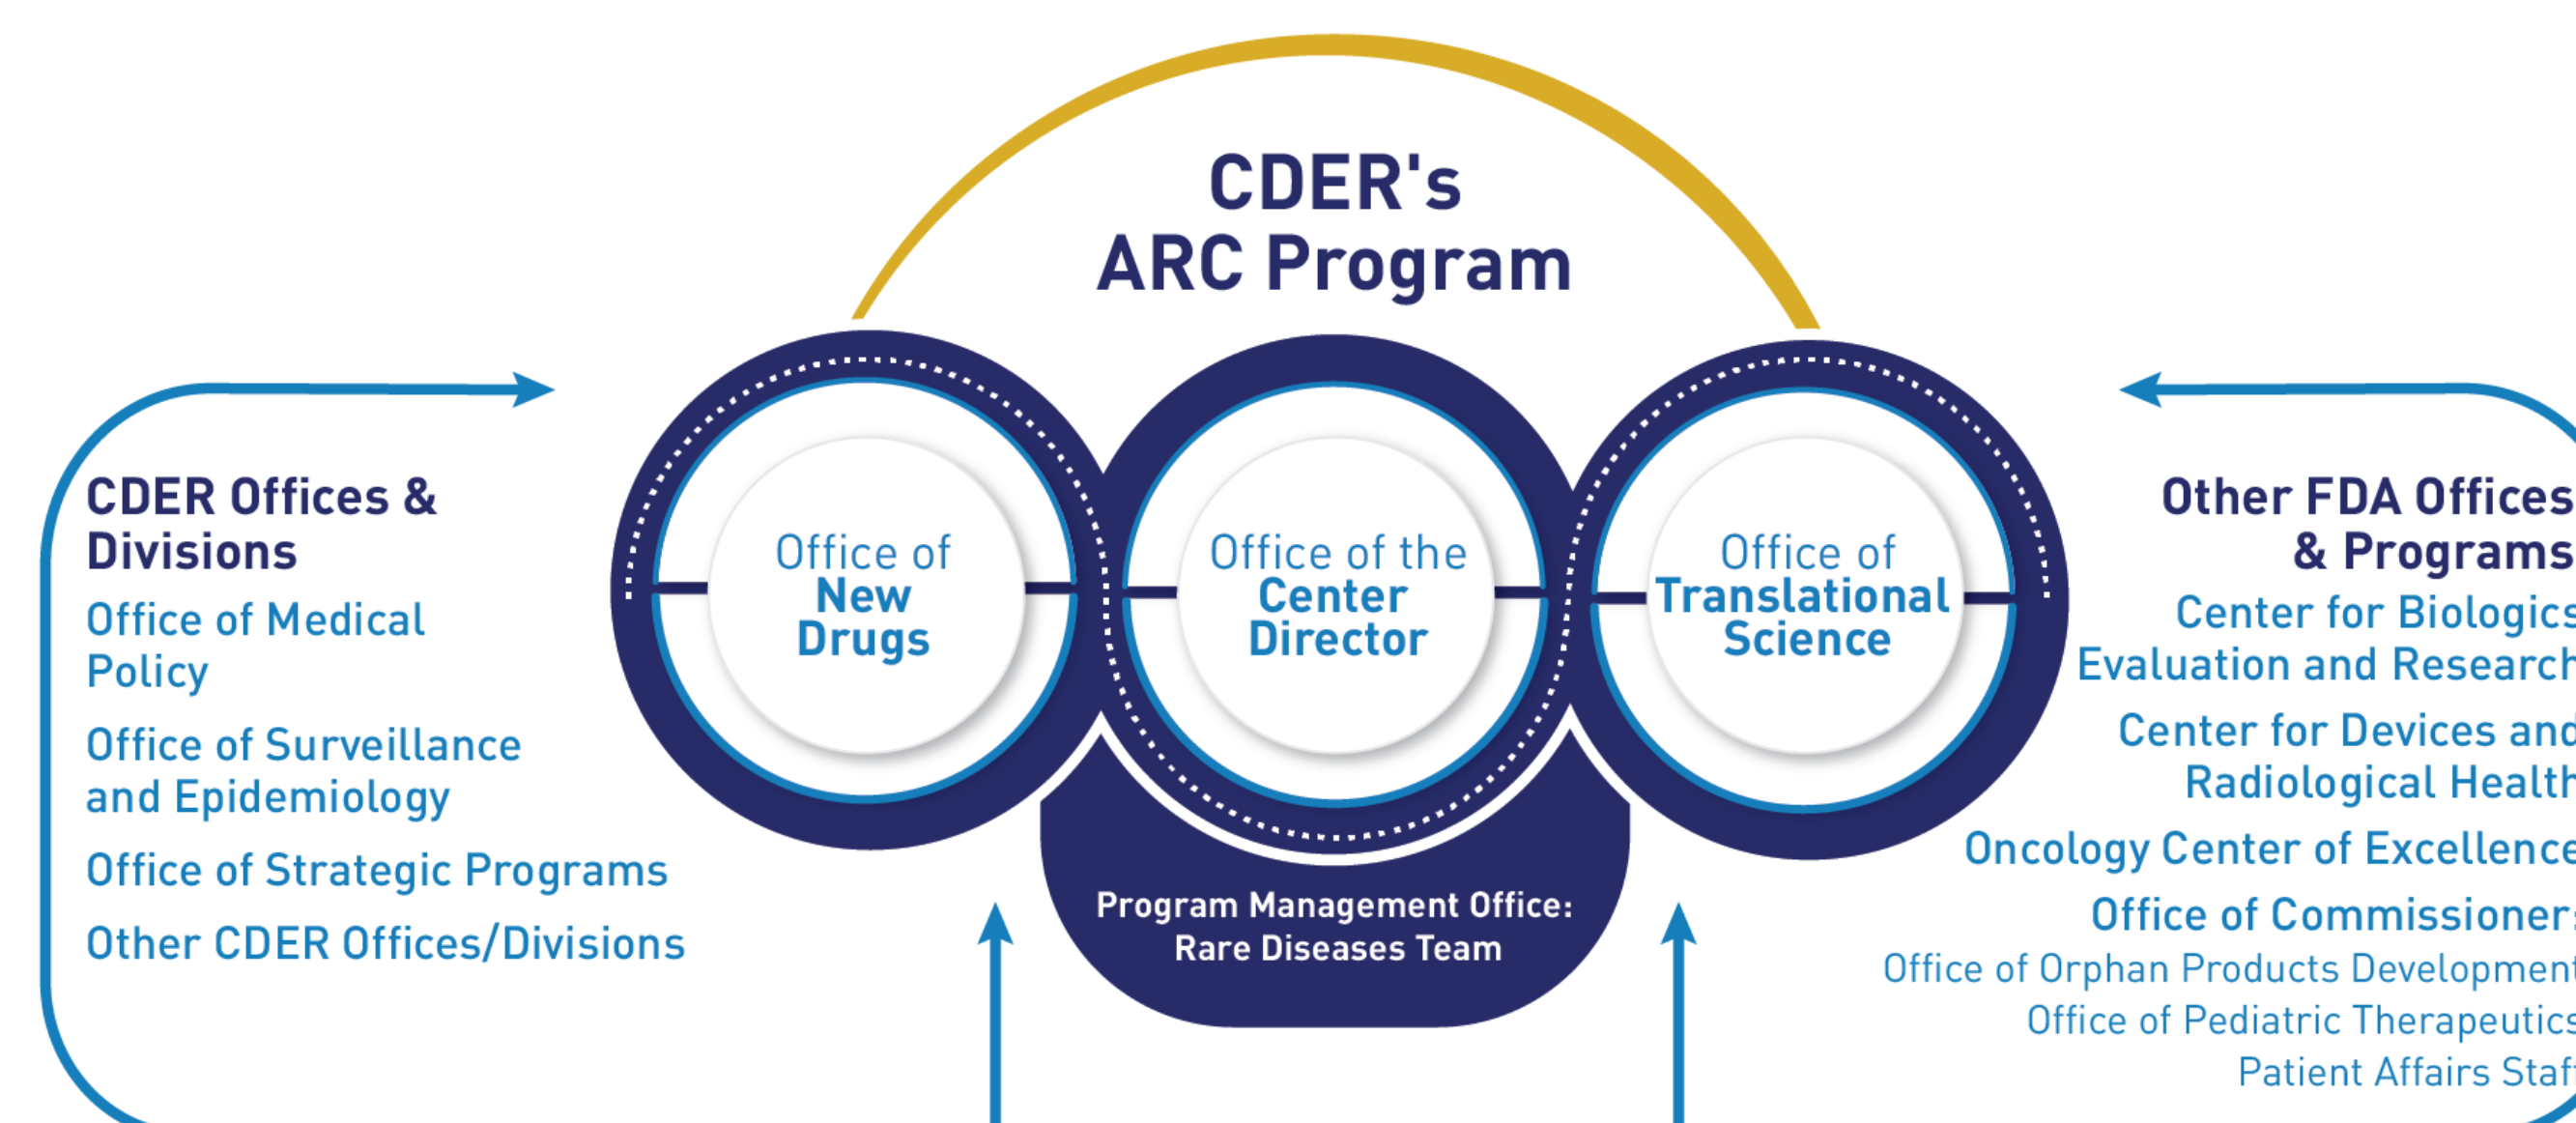 CDER's
ARC Program
CDER Offices &
Divisions
Office of Medical
Policy
Office of Surveillance
and Epidemiology
Office of Strategic Programs
Other CDER Offices/Divisions
Office of
New
Drugs
Office of the
Center
Director
Office of
Translational
Science
Program Management Office:
Rare Diseases Team
Other FDA Offices
& Programs
Center for Biologics
Evaluation and Research
Center for Devices and
Radiological Health
Oncology Center of Excellence
Office of Commissioner:
Office of Orphan Products Development
Office of Pediatric Therapeutics
Patient Affairs Staff